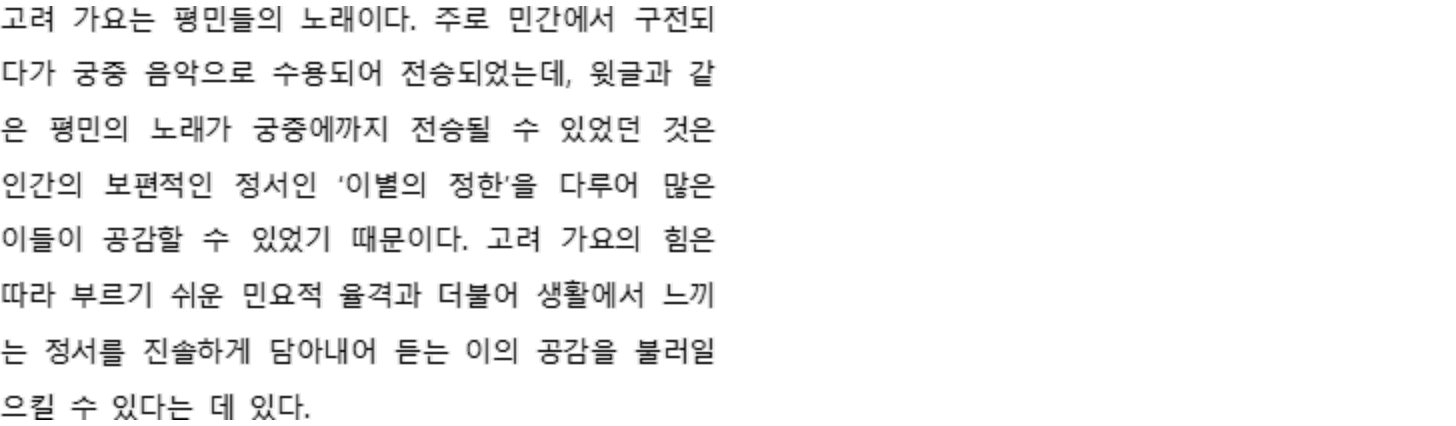 고려 가요는 평민들의 노래이다. 주로 민간에서 구전되
다가 궁중 음악으로 수용되어 전승되었는데, 윗글과 같
은 평민의 노래가 궁중에까지 전승될 수 있었던 것은
인간의 보편적인 정서인 ‘이별의 정한’을 다루어 많은
이들이 공감할 수 있었기 때문이다. 고려 가요의 힘은
따라 부르기 쉬운 민요적 율격과 더불어 생활에서 느끼
는 정서를 진솔하게 담아내어 듣는 이의 공감을 불러일
으킬 수 있다는 데 있다.